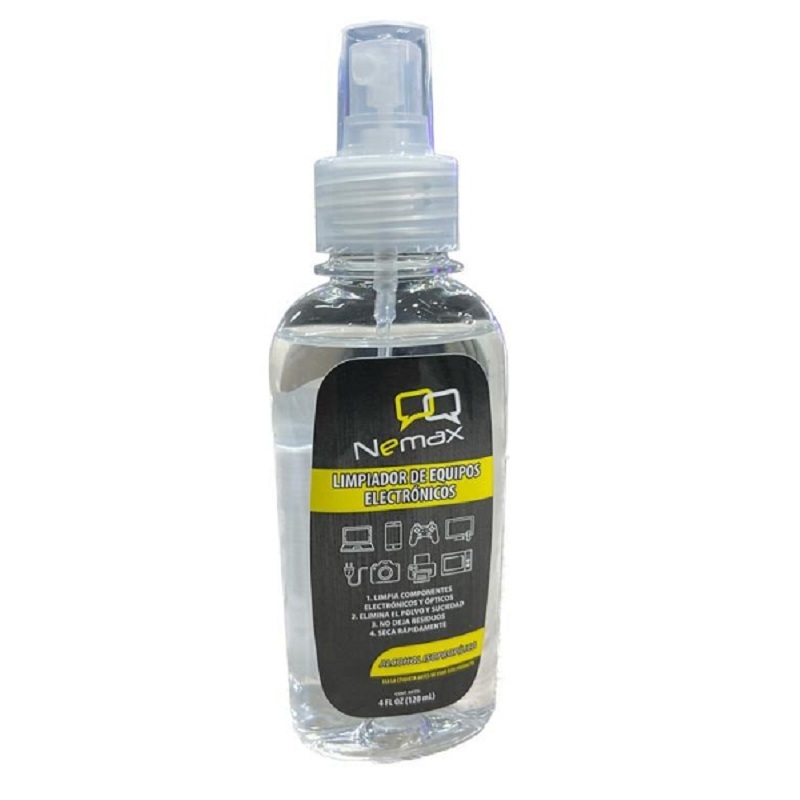 Nemax
LIMPIADOR DE EQUIPOS
ELECTRÓNICOS
1. LIMPIA COMPONENTES
ELECTRÓNICOS Y ÓPTICOS
2. ELIMINA EL POLVO Y SUCIEDAD
3. NO DEJA RESIDUOS
4. SECA RÁPIDAMENTE
ALCOHOL ISOPROPÍLICO
4 FL OZ (120 mL)